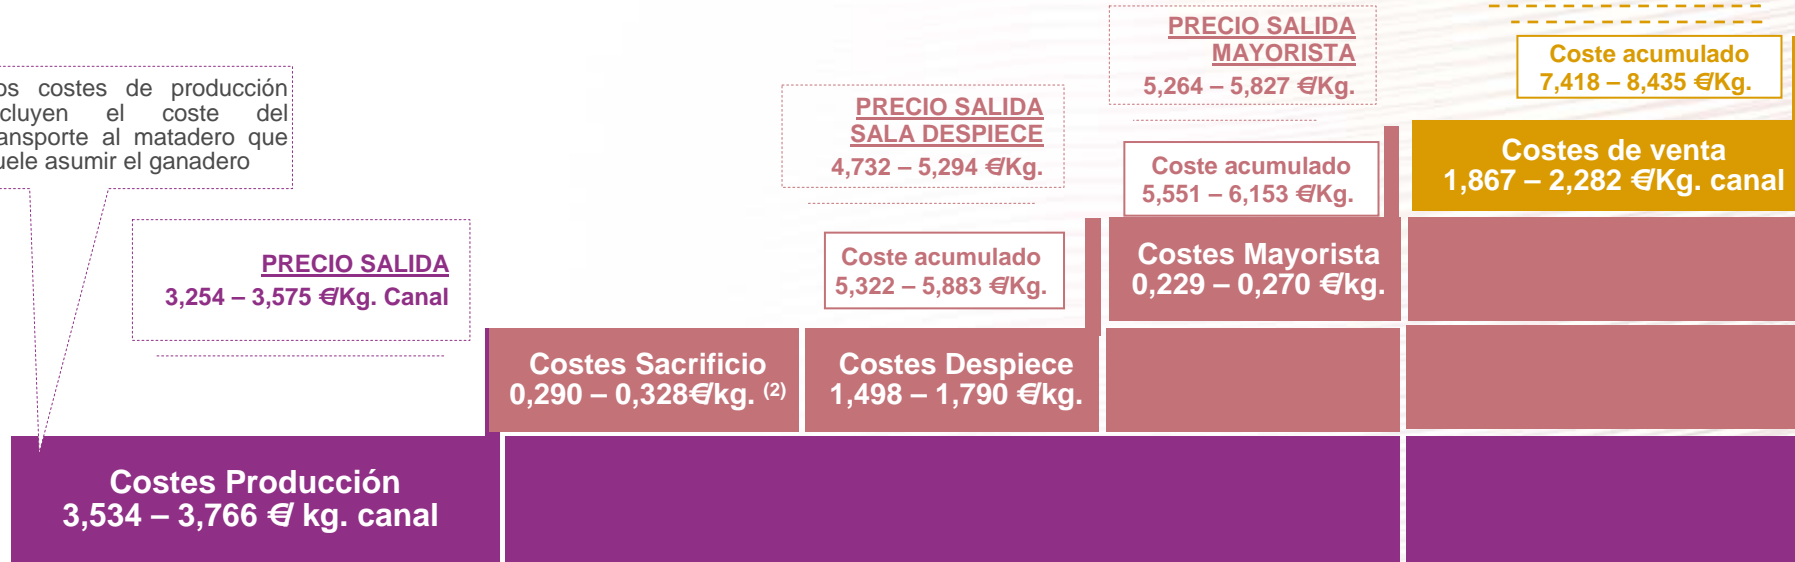 os costes de producción
cluyen el coste del
ansporte al matadero que
uele asumir el ganadero
PRECIO SALIDA
3,254 – 3,575 €/Kg. Canal
Costes Producción
3,534 – 3,766 €/ kg. canal
Costes Sacrificio
0,290 – 0,328€/kg. (2)
PRECIO SALIDA
SALA DESPIECE
4,732 – 5,294 €/Kg.
Coste acumulado
5,322 – 5,883 €/Kg.
Costes Despiece
1,498 – 1,790 €/kg.
PRECIO SALIDA
MAYORISTA
5,264 – 5,827 €/Kg.
Coste acumulado
5,551 – 6,153 €/Kg.
Costes Mayorista
0,229 – 0,270 €/kg.
Coste acumulado
7,418 – 8,435 €/Kg.
Costes de venta
1,867 – 2,282 €/Kg. canal